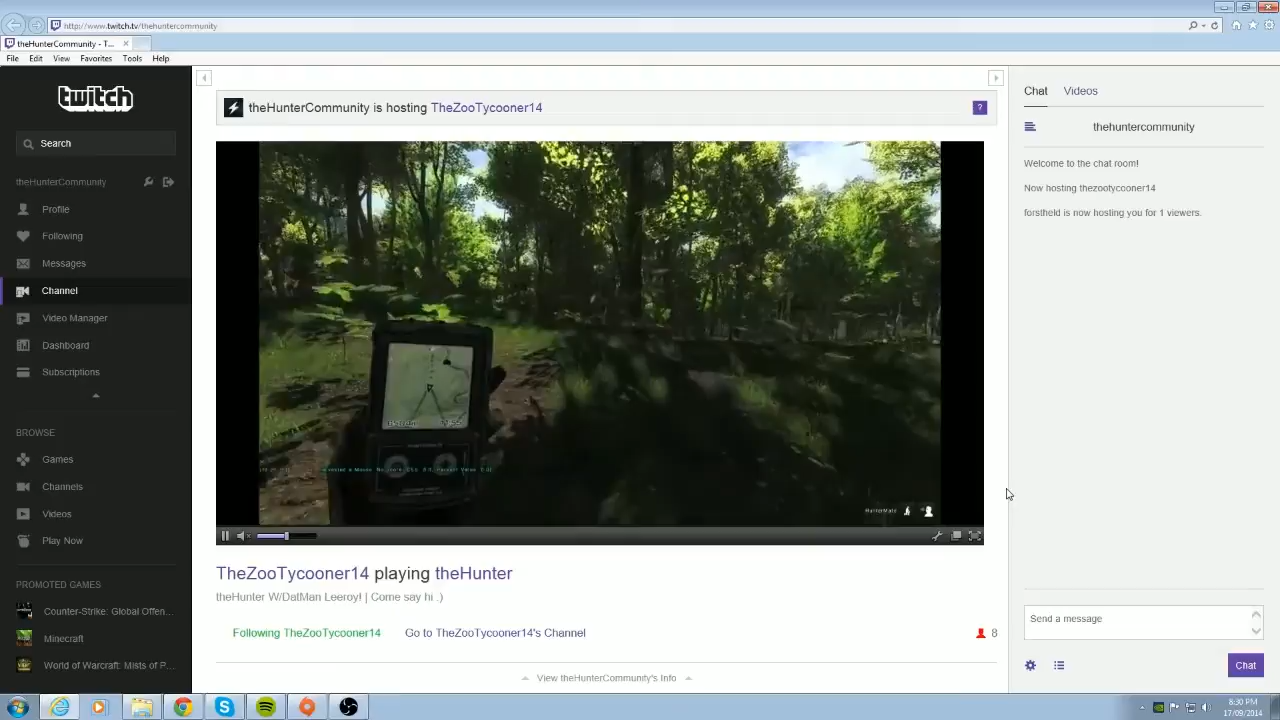 http://www.twitch.tv/thehuntercommunity
theHunterCommunity - T...
File Edit View Favorites Tools Help
twitch
Search
theHunterCommunity
Profile
Following
Messages
Channel
Video Manager
Dashboard
Subscriptions
BROWSE
Games
Channels
Videos
Play Now
PROMOTED GAMES
Counter-Strike: Global Offen...
Minecraft
World of Warcraft: Mists of P...
theHunterCommunity is hosting TheZooTycooner14
?
HunterMate
TheZooTycooner14 playing theHunter
theHunter W/DatMan Leeroy! | Come say hi :)
Following TheZooTycooner14 Go to TheZooTycooner14's Channel
8
View theHunterCommunity's Info
Chat Videos
thehuntercommunity
Welcome to the chat room!
Now hosting thezootycooner14
forstheld is now hosting you for 1 viewers.
Send a message
Chat
8:30 PM
17/09/2014